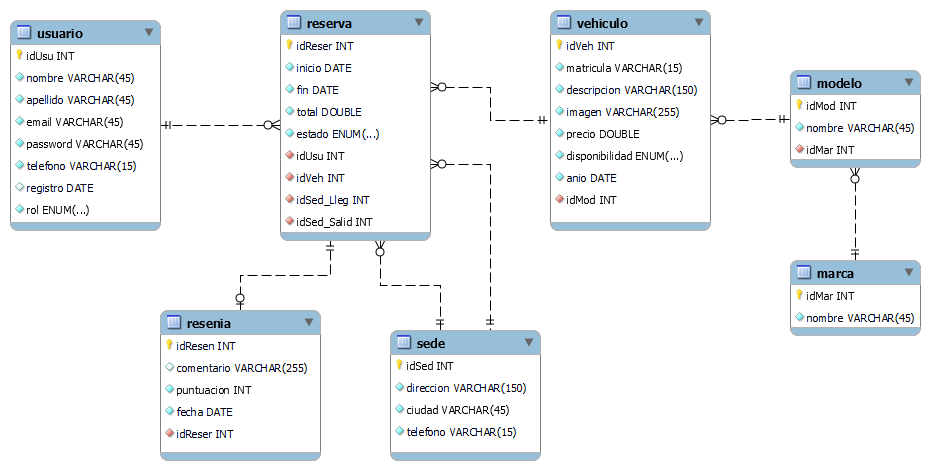 usuario
idUsu INT
nombre VARCHAR(45)
apellido VARCHAR(45)
email VARCHAR(45)
password VARCHAR(45)
telefono VARCHAR(15)
registro DATE
rol ENUM(...)
reserva
idReser INT
inicio DATE
fin DATE
total DOUBLE
estado ENUM(...)
idUsu INT
idVeh INT
idSed_Lleg INT
idSed_Salid INT
vehiculo
idVeh INT
matricula VARCHAR(15)
descripcion VARCHAR(150)
imagen VARCHAR(255)
precio DOUBLE
disponibilidad ENUM(...)
anio DATE
idMod INT
modelo
idMod INT
nombre VARCHAR(45)
idMar INT
marca
idMar INT
nombre VARCHAR(45)
resenia
idResen INT
comentario VARCHAR(255)
puntuacion INT
fecha DATE
idReser INT
sede
idSed INT
direccion VARCHAR(150)
ciudad VARCHAR(45)
telefono VARCHAR(15)